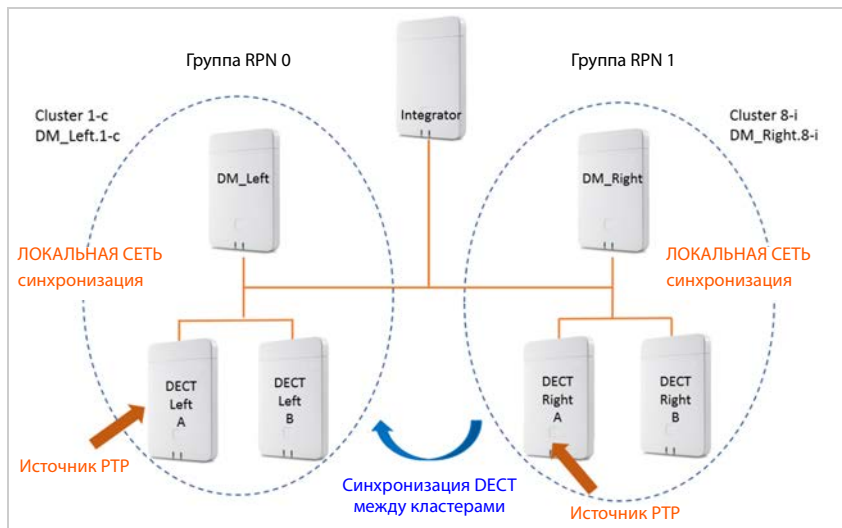 Группа RPN 0
Группа RPN 1
Integrator
Cluster 1-c
DM_Left.1-c
Cluster 8-i
DM_Right.8-i
DM_Left
DM_Right
ЛОКАЛЬНАЯ СЕТЬ
синхронизация
ЛОКАЛЬНАЯ СЕТЬ
синхронизация
DECT
Left
A
DECT
Left
B
DECT
Right
A
DECT
Right
B
Источник PTP
Синхронизация DECT
между кластерами
Источник PTP